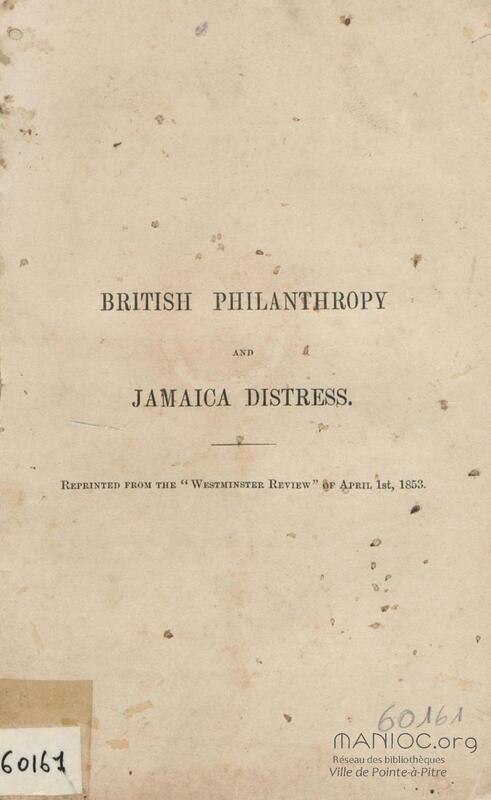 BRITISH PHILANTHROPY
AND
JAMAICA DISTRESS.
REPRINTED FROM THE "WESTMINSTER REVIEW" OF APRIL 1st, 1853.
60161
60161
MANIOC.org
Réseau des bibliothèques
Ville de Pointe-à-Pitre